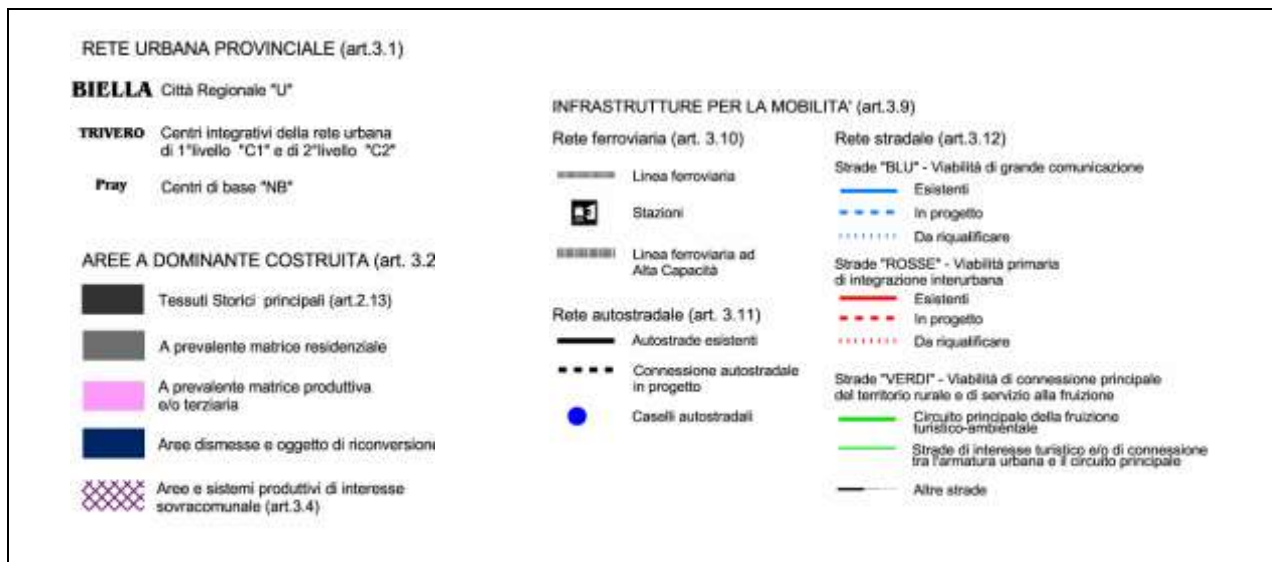 RETE URBANA PROVINCIALE (art.3.1)
BIELLA Città Regionale "U"
TRIVERO Centri integrativi della rete urbana
di 1°livello "C1" e di 2°livello "C2"
Pray Centri di base "NB"
AREE A DOMINANTE COSTRUITA (art. 3.2
Tessuti Storici principali (art.2.13)
A prevalente matrice residenziale
A prevalente matrice produttiva
e/o terziaria
Aree dismesse e oggetto di riconversione
Aree e sistemi produttivi di interesse
sovracomunale (art.3.4)
INFRASTRUTTURE PER LA MOBILITA' (art.3.9)
Rete ferroviaria (art. 3.10)
Linea ferroviaria
Stazioni
Linea ferroviaria ad
Alta Capacità
Rete autostradale (art. 3.11)
Autostrade esistenti
Connessione autostradale
in progetto
Caselli autostradali
Rete stradale (art.3.12)
Strade "BLU" - Viabilità di grande comunicazione
Esistenti
In progetto
Da riqualificare
Strade "ROSSE" - Viabilità primaria
di integrazione interurbana
Esistenti
In progetto
Da riqualificare
Strade "VERDI" - Viabilità di connessione principale
del territorio rurale e di servizio alla fruizione
Circuito principale della fruizione
turistico-ambientale
Strade di interesse turistico e/o di connessione
tra l'armatura urbana e il circuito principale
Altre strade